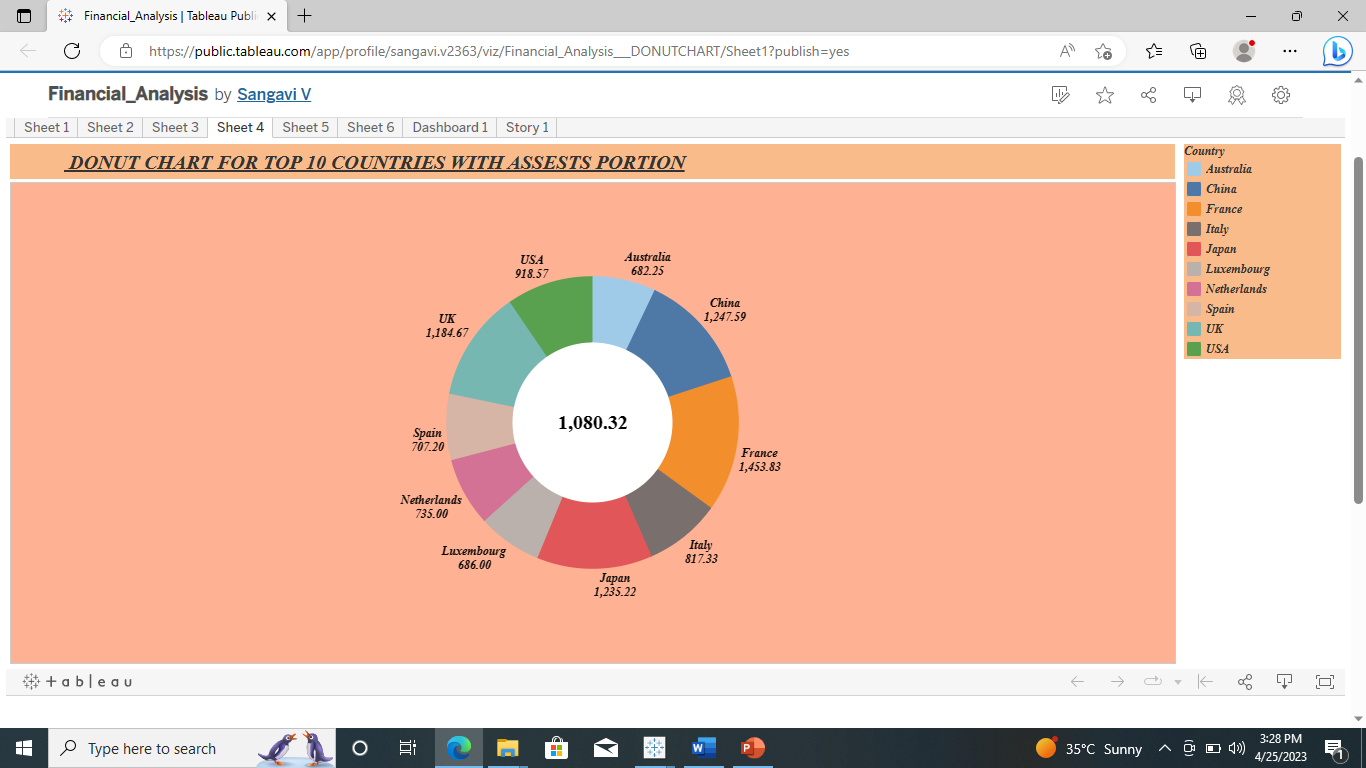 Financial_Analysis | Tableau Publi
https://public.tableau.com/app/profile/sangavi.v2363/viz/Financial_Analysis___DONUTCHART/Sheet1?publish=yes
Financial_Analysis by Sangavi V
Sheet 1 Sheet 2 Sheet 3 Sheet 4 Sheet 5 Sheet 6 Dashboard 1 Story 1
DONUT CHART FOR TOP 10 COUNTRIES WITH ASSESTS PORTION
USA
918.57
Australia
682.25
China
1,247.59
UK
1,184.67
1,080.32
Spain
707.20
France
1,453.83
Netherlands
735.00
Italy
817.33
Luxembourg
686.00
Japan
1,235.22
Country
Australia
China
France
Italy
Japan
Luxembourg
Netherlands
Spain
UK
USA
+ a b l e a u
Type here to search
35°C Sunny
3:28 PM
4/25/2023
1